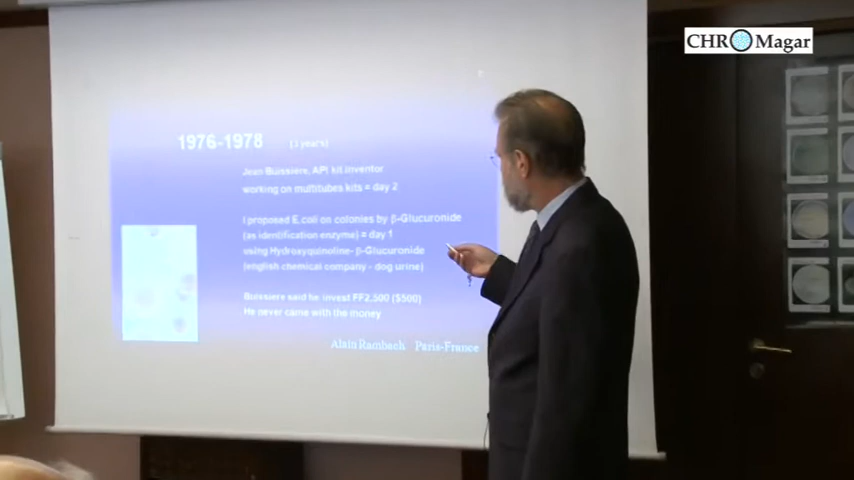 CHROMagar
1976-1978 (3 years)
Jean Buissiere, API kit inventor
working on multitubes kits = day 2
I proposed E.coli on colonies by β-Glucuronide
(as identification enzyme) = day 1
using Hydroxyquinoline- β-Glucuronide
(english chemical company - dog urine)
Buissiere said he invest FF2,500 ($500)
He never came with the money
Alain Rambach Paris-France